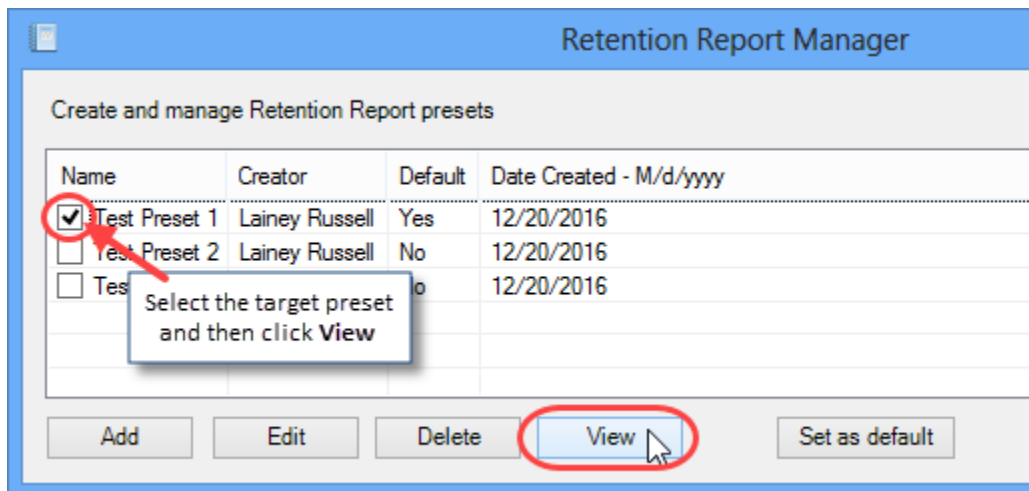 Retention Report Manager
Create and manage Retention Report presets
Name Creator Default Date Created - M/d/yyyy
Test Preset 1 Lainey Russell Yes 12/20/2016
Test Preset 2 Lainey Russell No 12/20/2016
12/20/2016
Select the target preset
and then click View
Add Edit Delete View Set as default